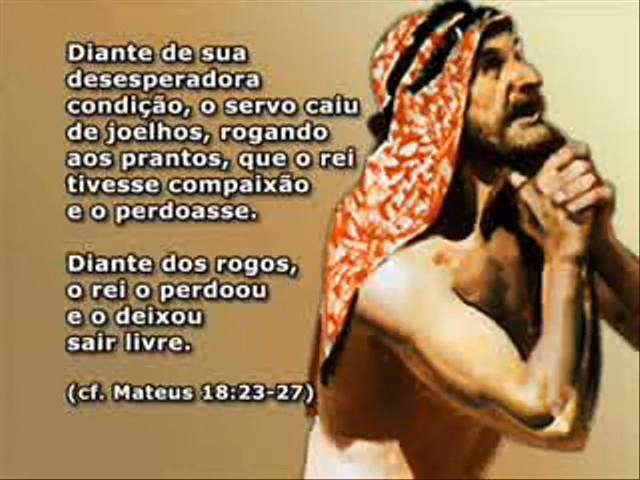 Diante de sua
desesperadora
condição, o servo caiu
de joelhos, rogando
aos prantos, que o rei
tivesse compaixão
e o perdoasse.
Diante dos rogos,
o rei o perdoou
e o deixou
sair livre.
(cf. Mateus 18:23-27)